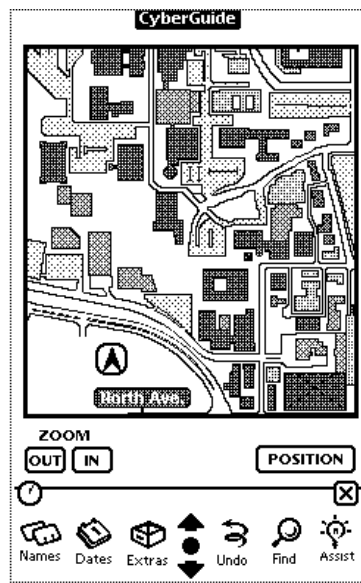 CyberGuide
North Ave.
ZOOM
OUT IN POSITION
Names Dates Extras Undo Find Assist